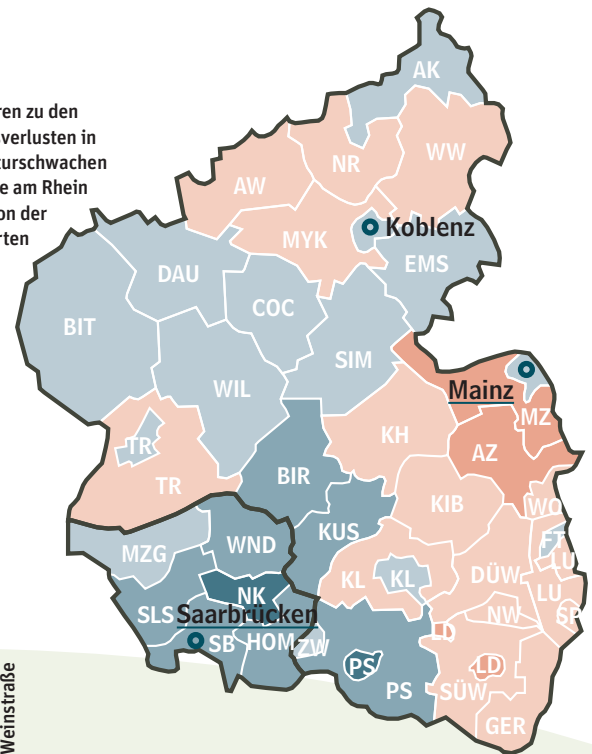 ren zu den
sverlusten in
turschwachen
e am Rhein
on der
rten
AK
NR
WW
AW
MYK
Koblenz
EMS
DAU
COC
BIT
SIM
WIL
Mainz
MZ
TR
KH
AZ
TR
BIR
KIB
WO
MZG
WND
KUS
FT
LU
KL
KL
DÜW
LU
NK
NW
SP
SLS
Saarbrücken
LD
SB
HOM
ZW
PS
LD
PS
SÜW
GER
Weinstraße